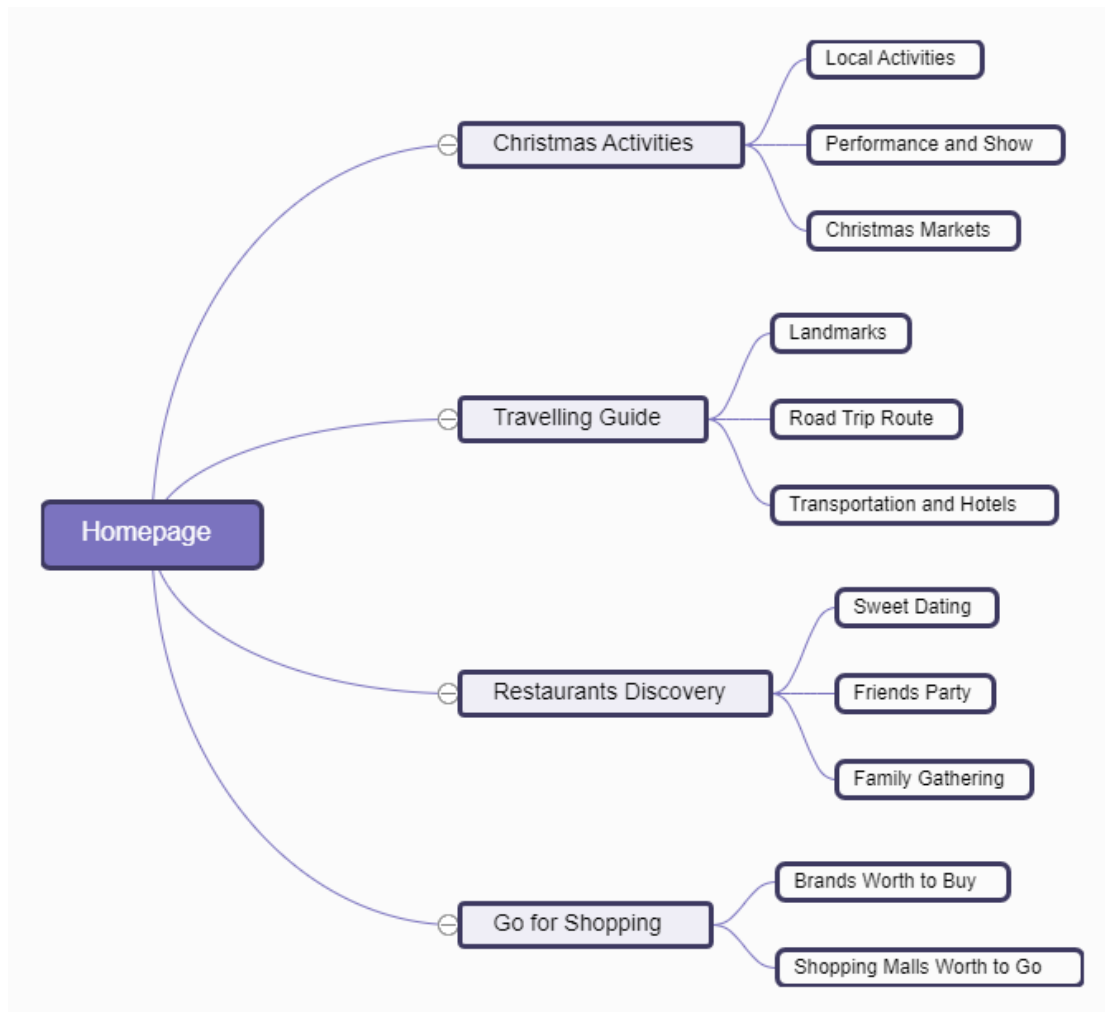 Homepage
Christmas Activities
Local Activities
Performance and Show
Christmas Markets
Travelling Guide
Landmarks
Road Trip Route
Transportation and Hotels
Restaurants Discovery
Sweet Dating
Friends Party
Family Gathering
Go for Shopping
Brands Worth to Buy
Shopping Malls Worth to Go